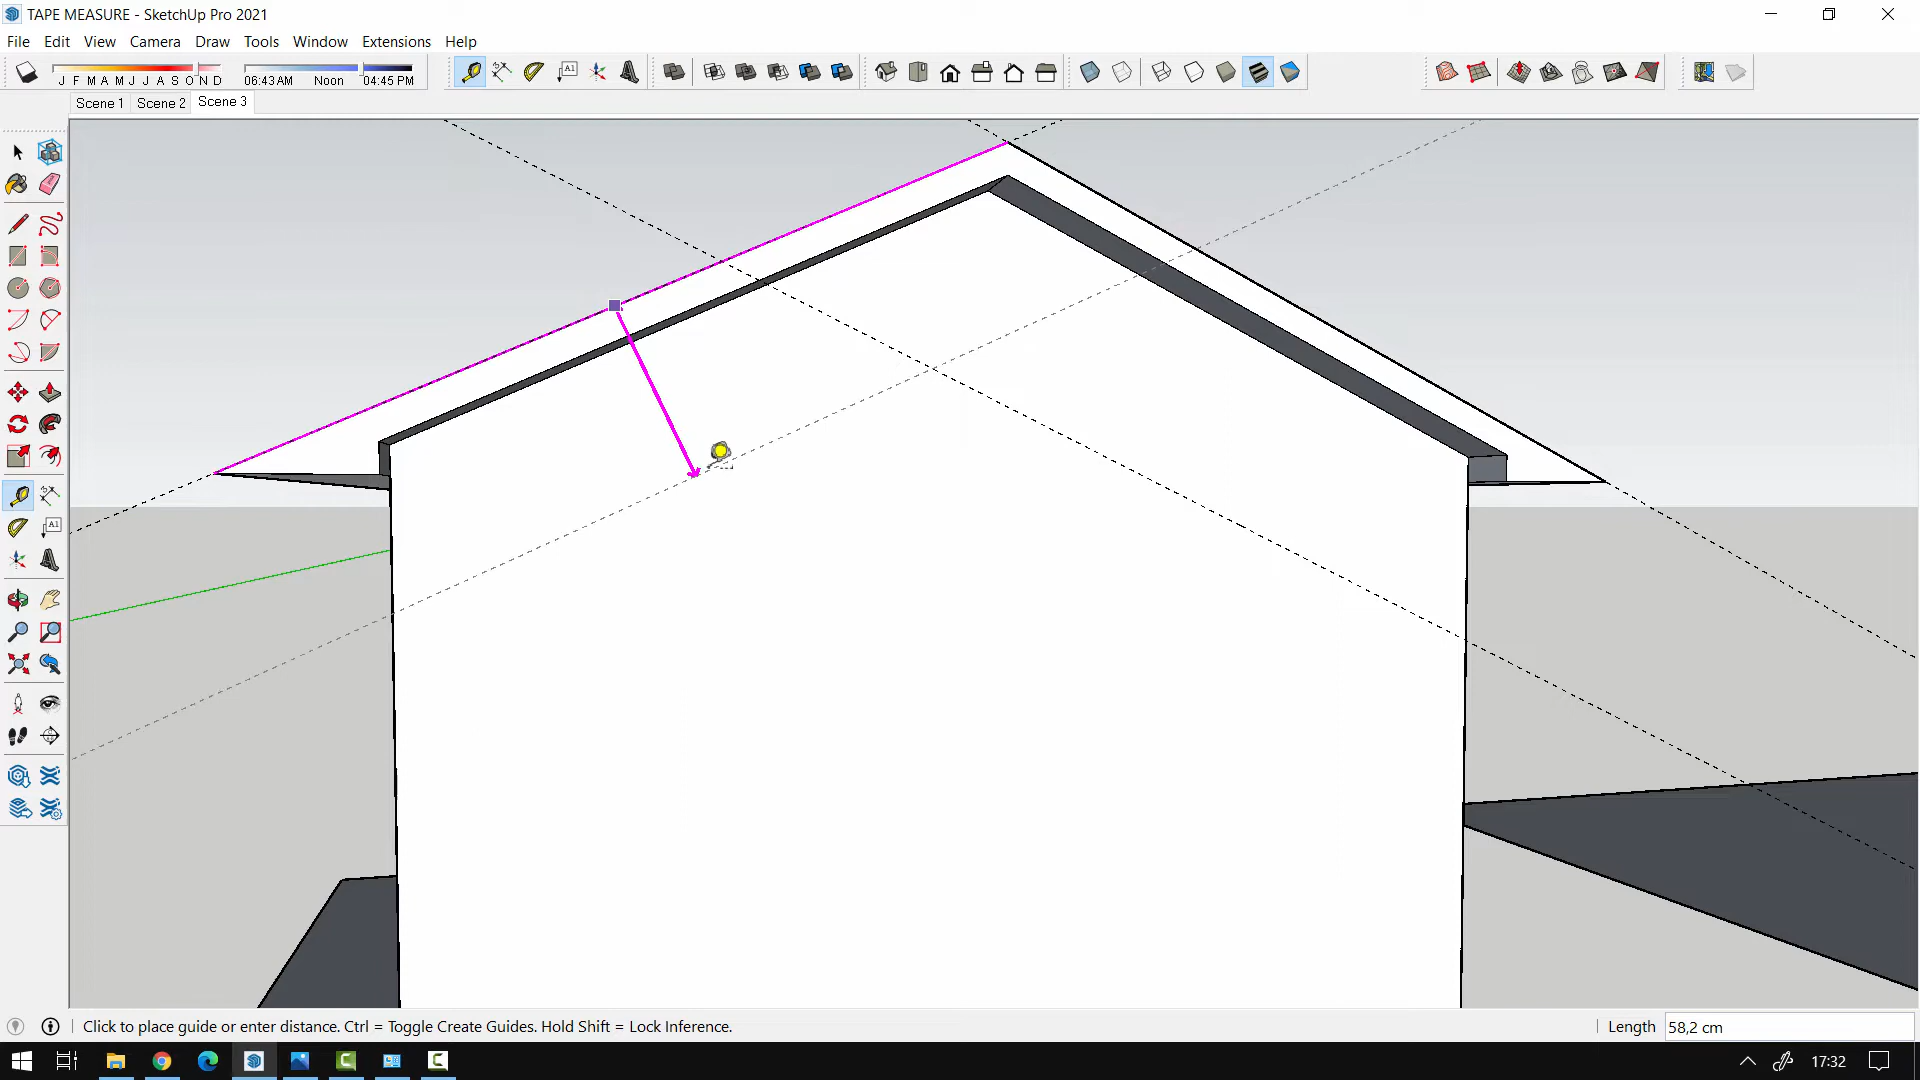 TAPE MEASURE - SketchUp Pro 2021
File Edit View Camera Draw Tools Window Extensions Help
J F M A M J J A S O N D 06:43 AM Noon 04:45 PM
A1
Scene 1 Scene 2 Scene 3
A1
Click to place guide or enter distance. Ctrl = Toggle Create Guides. Hold Shift = Lock Inference.
Length 58,2 cm
17:32